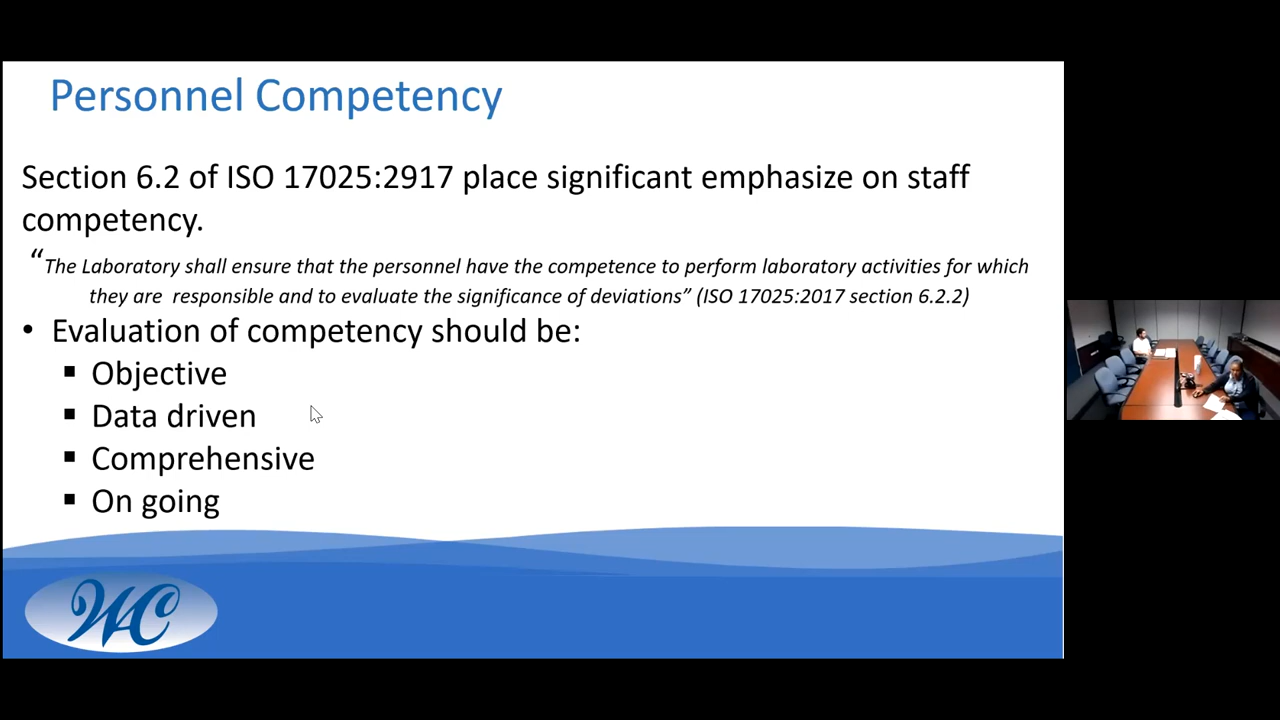 Personnel Competency
Section 6.2 of ISO 17025:2917 place significant emphasize on staff
competency.
“The Laboratory shall ensure that the personnel have the competence to perform laboratory activities for which
they are responsible and to evaluate the significance of deviations” (ISO 17025:2017 section 6.2.2)
• Evaluation of competency should be:
▪ Objective
▪ Data driven
▪ Comprehensive
▪ On going
WC